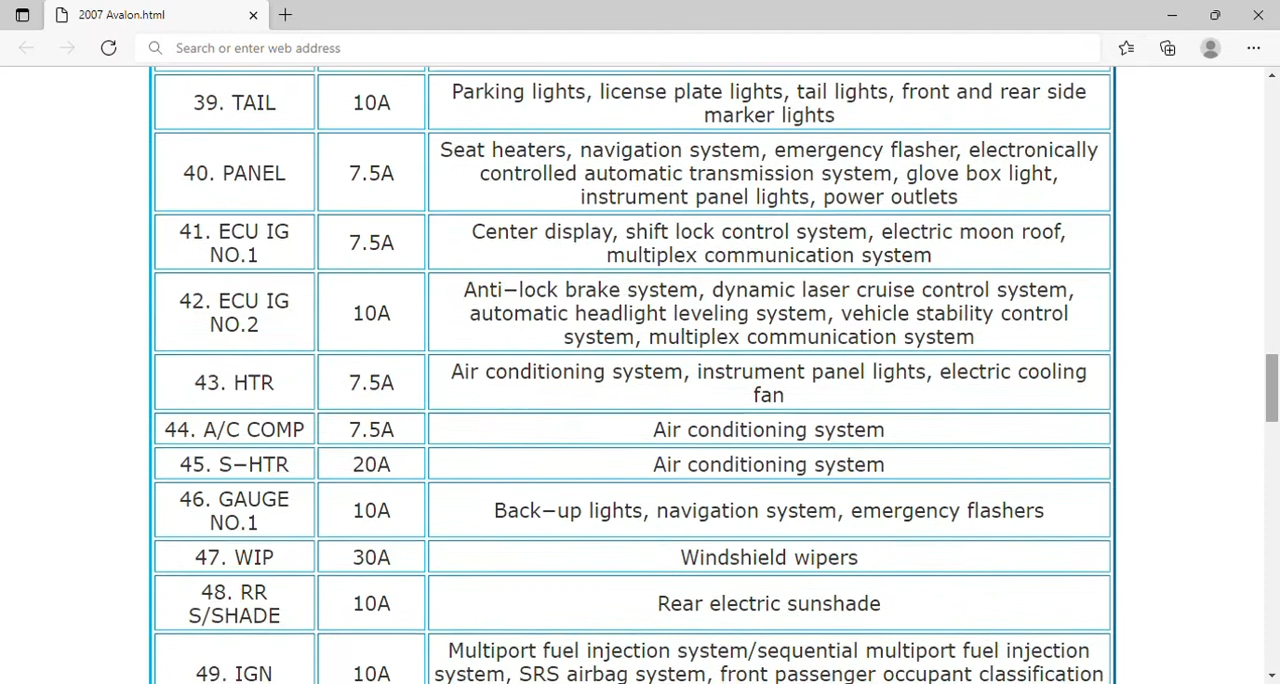 2007 Avalon.html
Search or enter web address
39. TAIL
10A
Parking lights, license plate lights, tail lights, front and rear side
marker lights
40. PANEL
7.5A
Seat heaters, navigation system, emergency flasher, electronically
controlled automatic transmission system, glove box light,
instrument panel lights, power outlets
41. ECU IG
NO.1
7.5A
Center display, shift lock control system, electric moon roof,
multiplex communication system
42. ECU IG
NO.2
10A
Anti−lock brake system, dynamic laser cruise control system,
automatic headlight leveling system, vehicle stability control
system, multiplex communication system
43. HTR
7.5A
Air conditioning system, instrument panel lights, electric cooling
fan
44. A/C COMP
7.5A
Air conditioning system
45. S−HTR
20A
Air conditioning system
46. GAUGE
NO.1
10A
Back−up lights, navigation system, emergency flashers
47. WIP
30A
Windshield wipers
48. RR
S/SHADE
10A
Rear electric sunshade
49. IGN
10A
Multiport fuel injection system/sequential multiport fuel injection
system, SRS airbag system, front passenger occupant classification